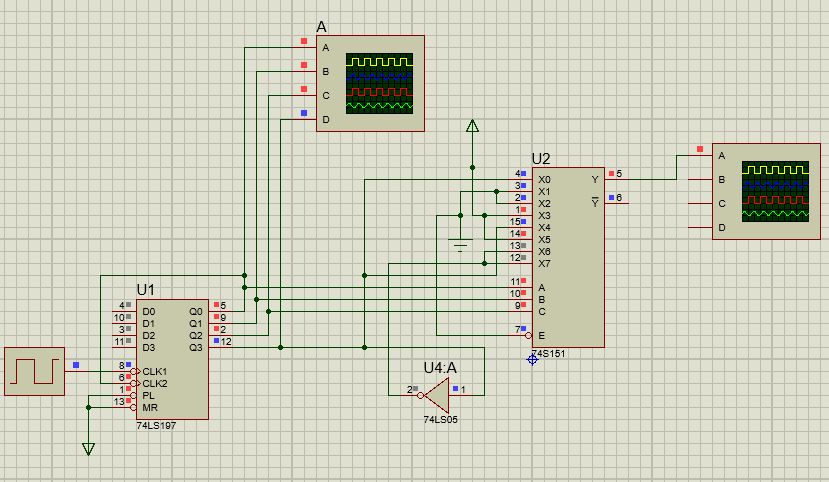 A
A
B
C
D
U2
4 X0 Y 5
3 X1
2 X2 Y 6
1 X3
15 X4
14 X5
13 X6
12 X7
11 A
10 B
9 C
7 E
74S151
A
B
C
D
U1
4 D0 Q0 5
10 D1 Q1 9
3 D2 Q2 2
11 D3 Q3 12
8 CLK1
6 CLK2
1 PL
13 MR
74LS197
U4:A
2 1
74LS05